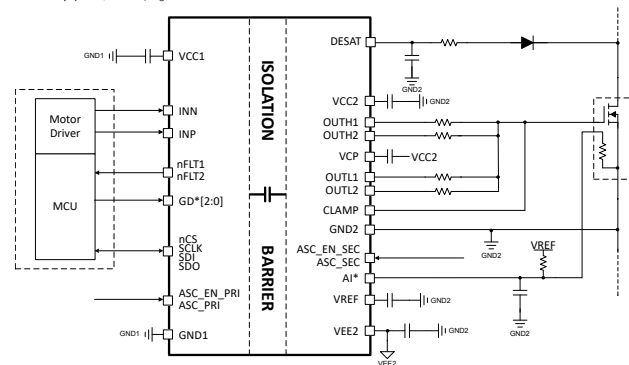 DESAT
GND2
GND1
VCC1
ISOLATION
VCC2
GND2
Motor
Driver
INN
INP
OUTH1
OUTH2
VCP
VCC2
nFLT1
nFLT2
OUTL1
OUTL2
MCU
GD*[2:0]
CLAMP
GND2
GND2
nCS
SCLK
SDI
SDO
BARRIER
ASC_EN_SEC
ASC_SEC
VREF
AI*
ASC_EN_PRI
ASC_PRI
VREF
GND2
GND2
GND1
GND1
VEE2
GND2
VEE2